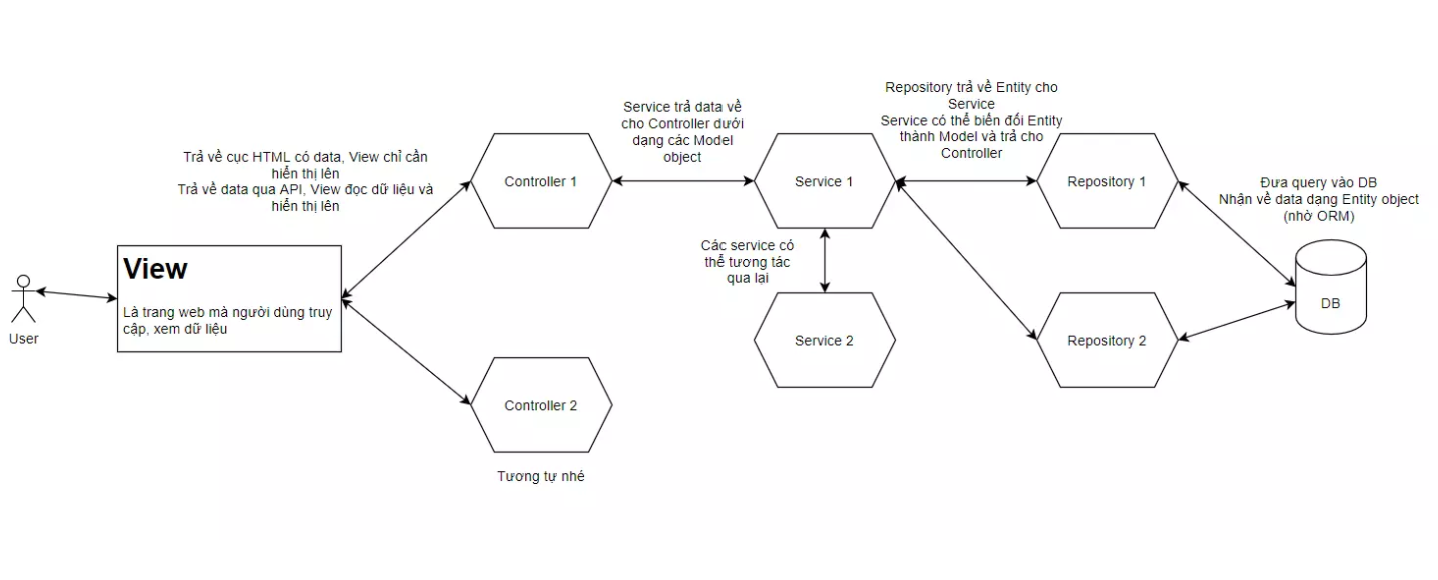 Repository trả về Entity cho
Service
Service có thể biến đổi Entity
thành Model và trả cho
Controller
Service trả data về
cho Controller dưới
dạng các Model
object
Trả về cục HTML có data, View chỉ cần
hiển thị lên
Trả về data qua API, View đọc dữ liệu và
hiển thị lên
Controller 1
Service 1
Repository 1
Đưa query vào DB
Nhận về data dạng Entity object
(nhờ ORM)
Các service có
thể tương tác
qua lại
View
Là trang web mà người dùng truy
cập, xem dữ liệu
User
DB
Service 2
Repository 2
Controller 2
Tương tự nhé